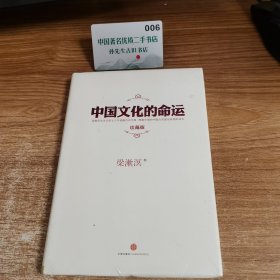 006
中国著名优质二手书店
孙先生古旧书店
中国文化的命运
珍藏版
梁漱溟 著